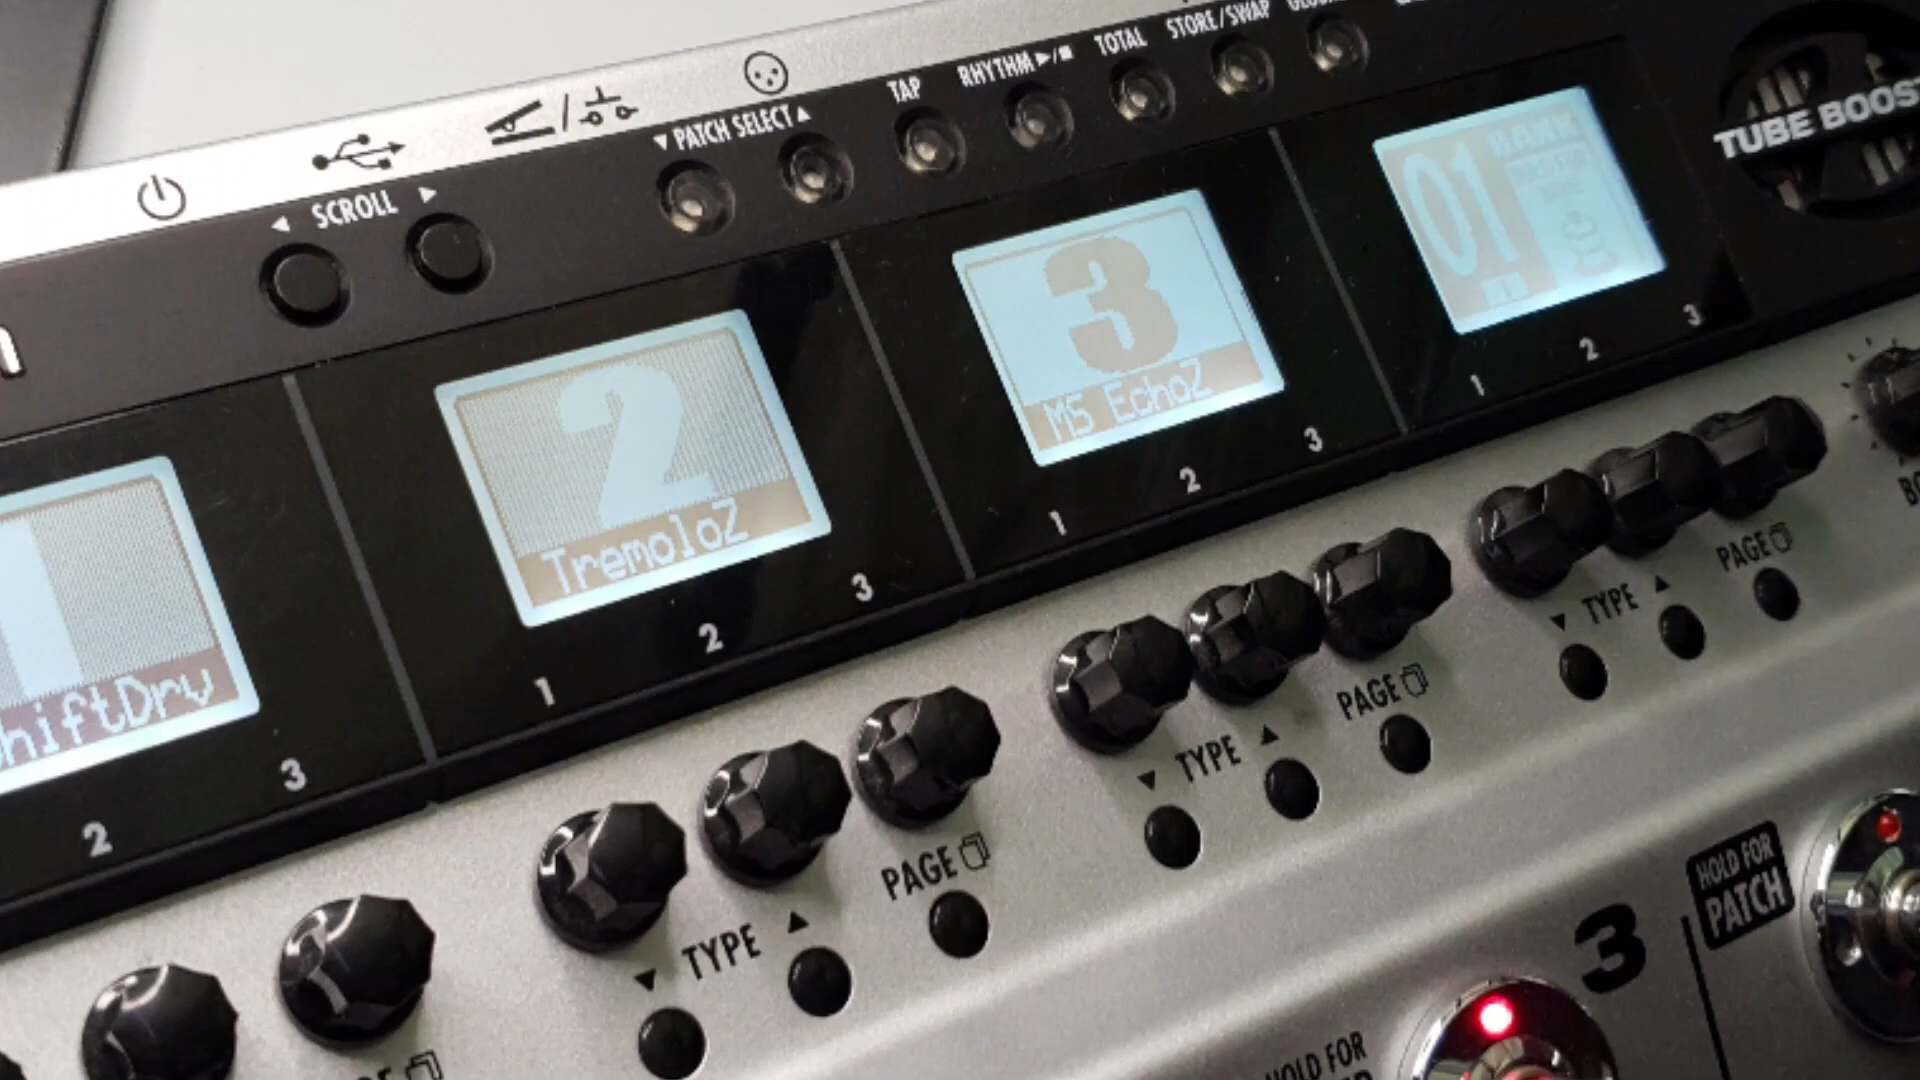 STORE/SWAP
TOTAL
RHYTHM ▶/■
TAP
▼ PATCH SELECT ▲
◀ SCROLL ▶
TUBE BOOST
01
BANK
1
3
MS EchoZ
2
TremoloZ
1
hiftDrv
1 2 3
1 2 3
1 2 3
2 3
▼ TYPE ▲
PAGE
▼ TYPE ▲
PAGE
▼ TYPE ▲
PAGE
HOLD FOR
PATCH
3
HOLD FOR